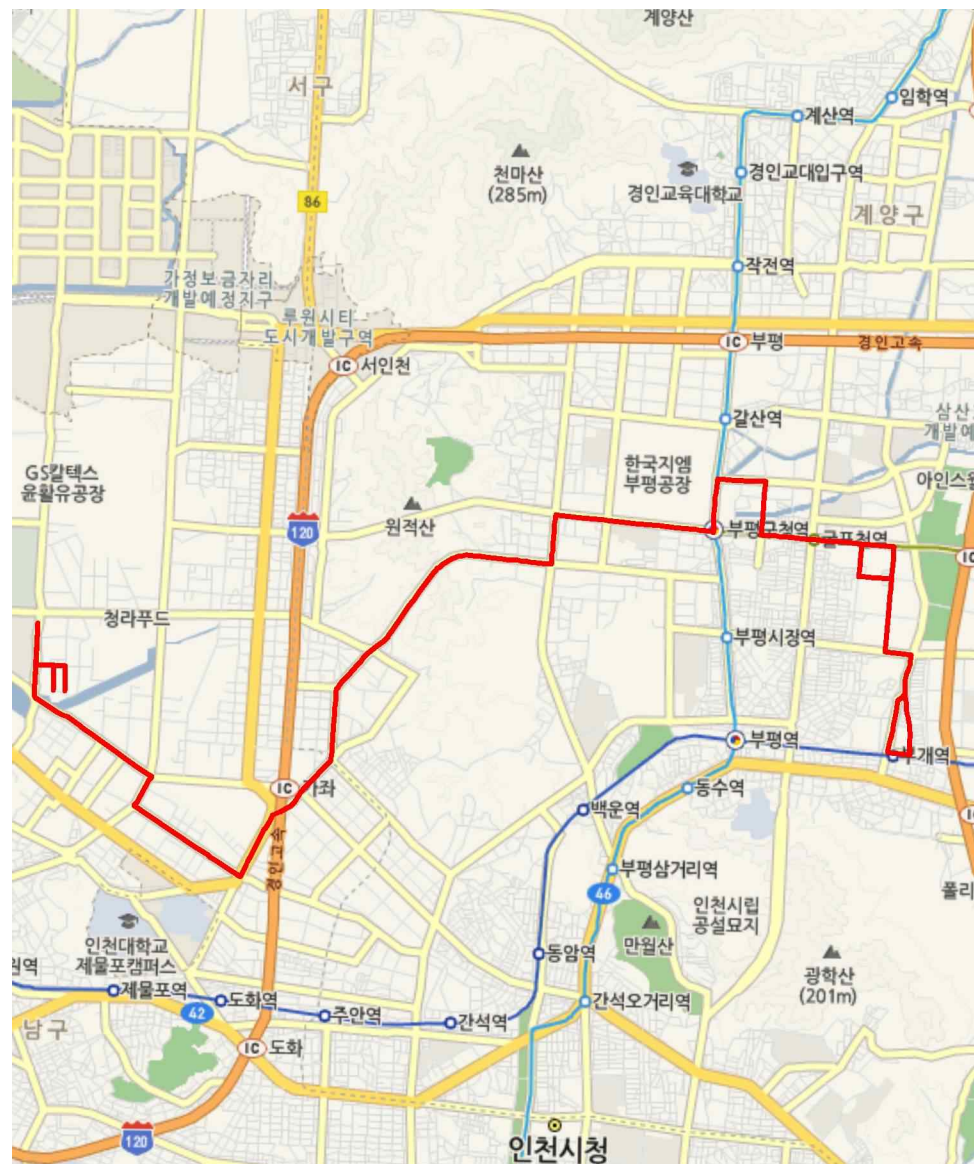 계양산
서구
임학역
계산역
천마산
(285m)
경인교대입구역
경인교육대학교
86
계양구
작전역
가정보금자리
개발예정지구
루원시티
도시개발구역
IC 부평
경인고속
IC 서인천
갈산역
삼산
개발예
한국지엠
부평공장
GS칼텍스
윤활유공장
아인스월
원적산
120
부평구청역
굴포천역
IC
청라푸드
부평시장역
부평역
부개역
IC 가좌
동수역
백운역
IC
경인고속
부평삼거리역
46
폴리
인천시립
공설묘지
만월산
인천대학교
제물포캠퍼스
동암역
광학산
(201m)
원역
제물포역
도화역
간석오거리역
42
주안역
간석역
남구
IC 도화
120
인천시청